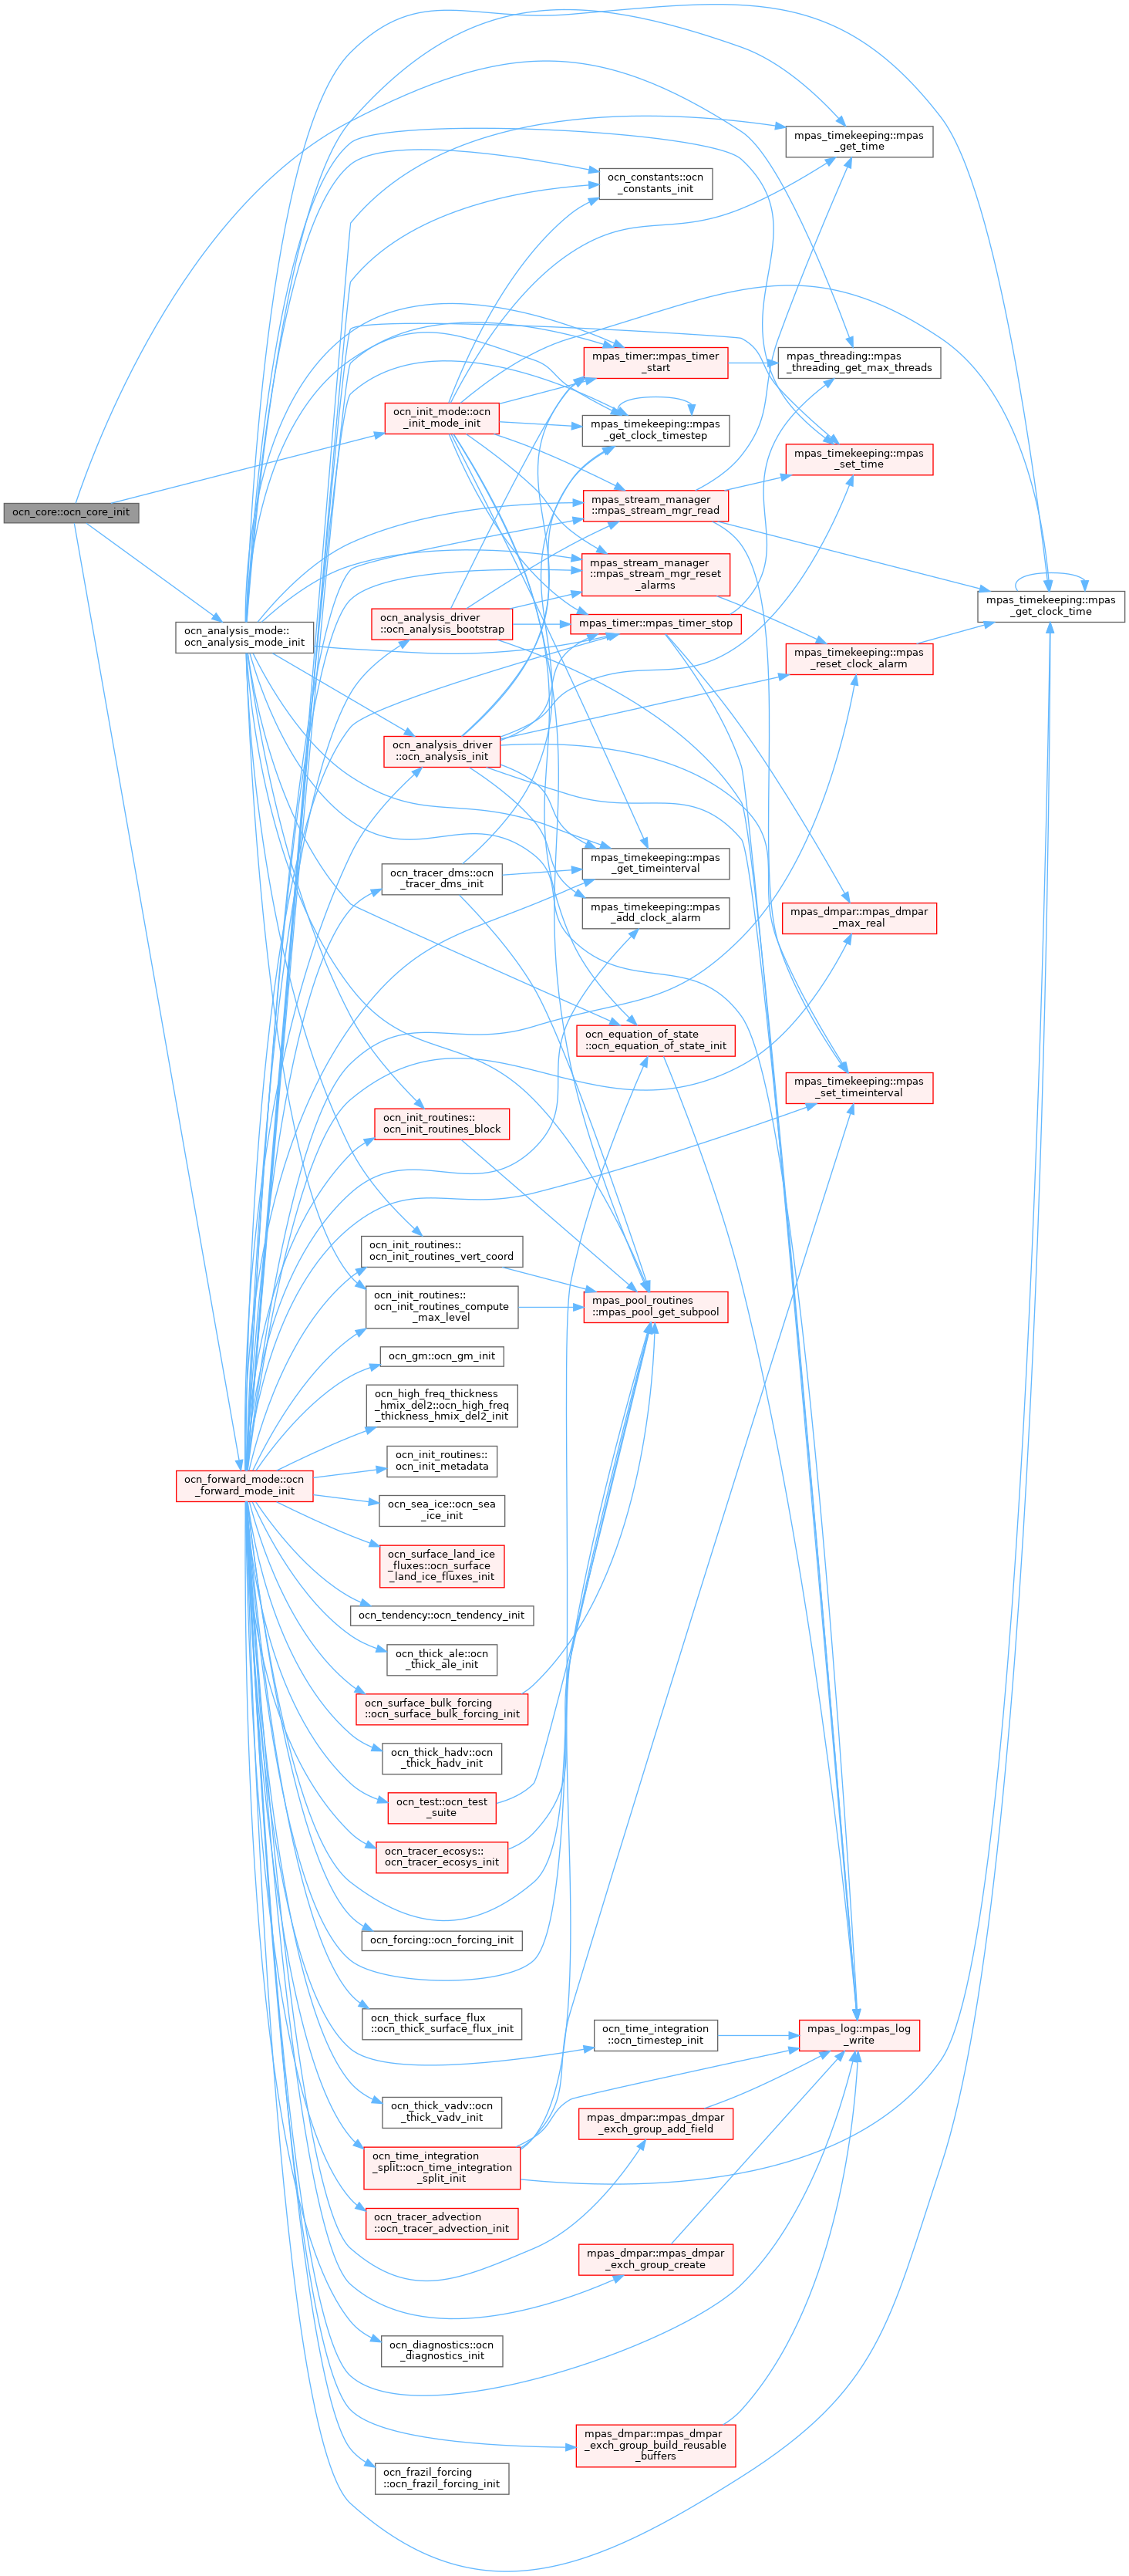 mpas_timekeeping::mpas
_get_time
ocn_constants::ocn
_constants_init
mpas_timer::mpas_timer
_start
mpas_threading::mpas
_threading_get_max_threads
ocn_init_mode::ocn
_init_mode_init
mpas_timekeeping::mpas
_get_clock_timestep
mpas_timekeeping::mpas
_set_time
ocn_core::ocn_core_init
mpas_stream_manager
::mpas_stream_mgr_read
mpas_stream_manager
::mpas_stream_mgr_reset
_alarms
mpas_timekeeping::mpas
_get_clock_time
ocn_analysis_mode::
ocn_analysis_mode_init
ocn_analysis_driver
::ocn_analysis_bootstrap
mpas_timer::mpas_timer_stop
mpas_timekeeping::mpas
_reset_clock_alarm
ocn_analysis_driver
::ocn_analysis_init
ocn_tracer_dms::ocn
_tracer_dms_init
mpas_timekeeping::mpas
_get_timeinterval
mpas_timekeeping::mpas
_add_clock_alarm
mpas_dmpar::mpas_dmpar
_max_real
ocn_equation_of_state
::ocn_equation_of_state_init
mpas_timekeeping::mpas
_set_timeinterval
ocn_init_routines::
ocn_init_routines_block
ocn_init_routines::
ocn_init_routines_vert_coord
ocn_init_routines::
ocn_init_routines_compute
_max_level
mpas_pool_routines
::mpas_pool_get_subpool
ocn_gm::ocn_gm_init
ocn_high_freq_thickness
_hmix_del2::ocn_high_freq
_thickness_hmix_del2_init
ocn_init_routines::
ocn_init_metadata
ocn_forward_mode::ocn
_forward_mode_init
ocn_sea_ice::ocn_sea
_ice_init
ocn_surface_land_ice
_fluxes::ocn_surface
_land_ice_fluxes_init
ocn_tendency::ocn_tendency_init
ocn_thick_ale::ocn
_thick_ale_init
ocn_surface_bulk_forcing
::ocn_surface_bulk_forcing_init
ocn_thick_hadv::ocn
_thick_hadv_init
ocn_test::ocn_test
_suite
ocn_tracer_ecosys::
ocn_tracer_ecosys_init
ocn_forcing::ocn_forcing_init
ocn_thick_surface_flux
::ocn_thick_surface_flux_init
ocn_time_integration
::ocn_timestep_init
mpas_log::mpas_log
_write
ocn_thick_vadv::ocn
_thick_vadv_init
mpas_dmpar::mpas_dmpar
_exch_group_add_field
ocn_time_integration
_split::ocn_time_integration
_split_init
ocn_tracer_advection
::ocn_tracer_advection_init
mpas_dmpar::mpas_dmpar
_exch_group_create
ocn_diagnostics::ocn
_diagnostics_init
mpas_dmpar::mpas_dmpar
_exch_group_build_reusable
_buffers
ocn_frazil_forcing
::ocn_frazil_forcing_init